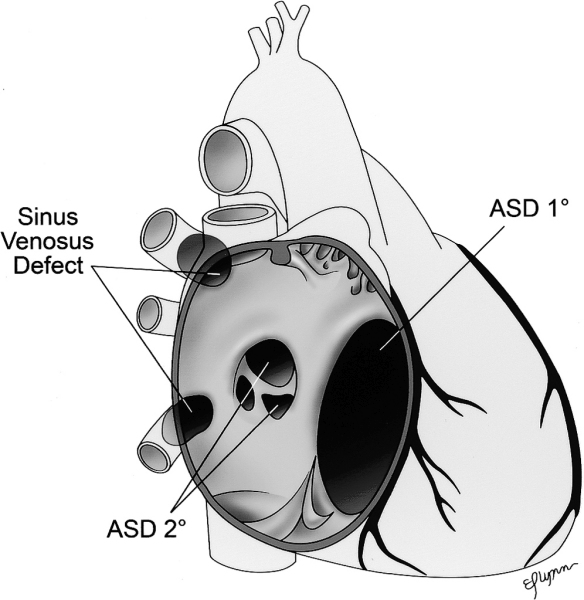 ASD 1°
Sinus
Venosus
Defect
ASD 2°